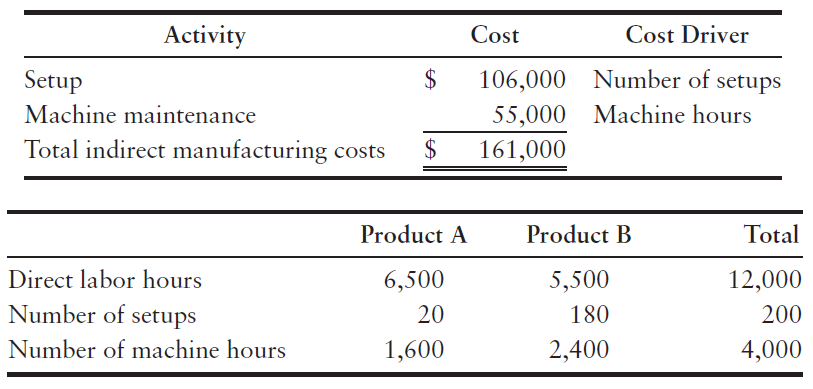 Activity Cost Cost Driver
Setup $ 106,000 Number of setups
Machine maintenance 55,000 Machine hours
Total indirect manufacturing costs $ 161,000
Product A Product B Total
Direct labor hours 6,500 5,500 12,000
Number of setups 20 180 200
Number of machine hours 1,600 2,400 4,000